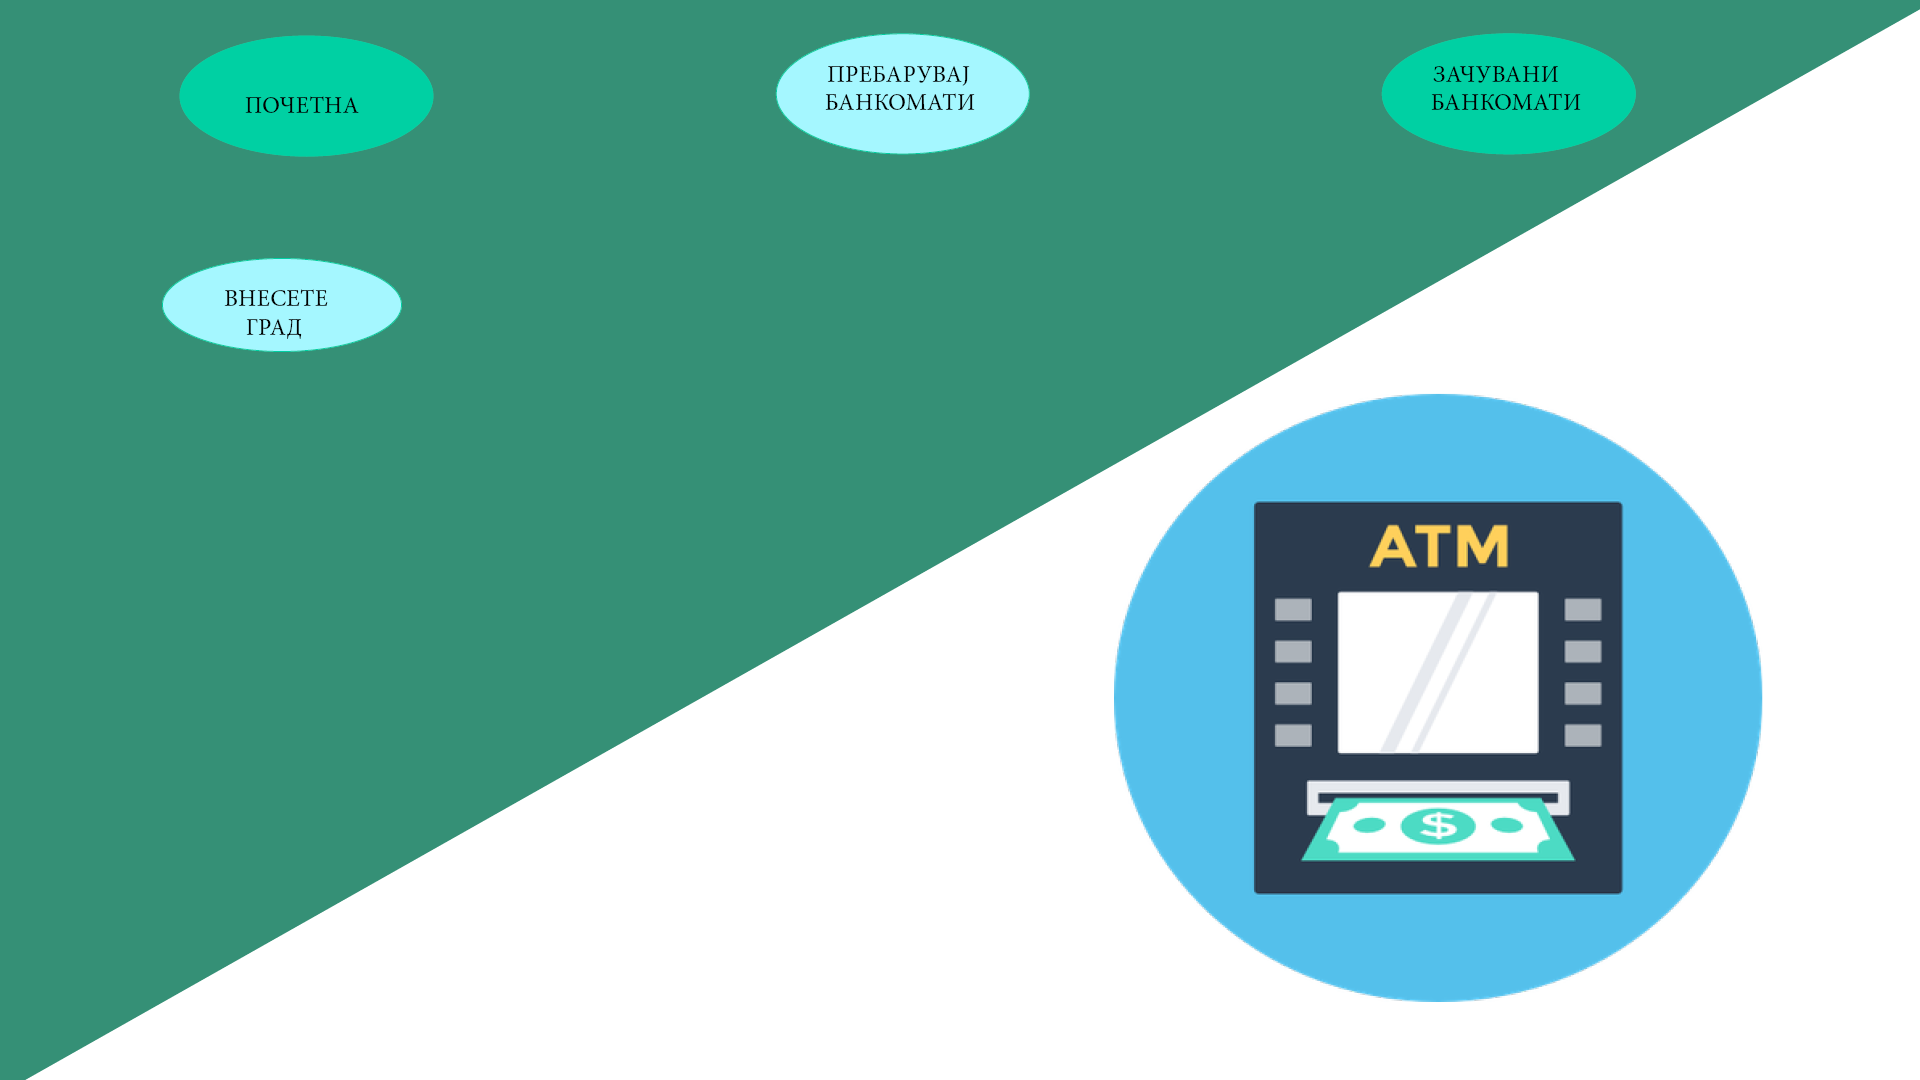 ПОЧЕТНА
ПРЕБАРУВАЈ
БАНКОМАТИ
ЗАЧУВАНИ
БАНКОМАТИ
ВНЕСЕТЕ
ГРАД
ATM
$